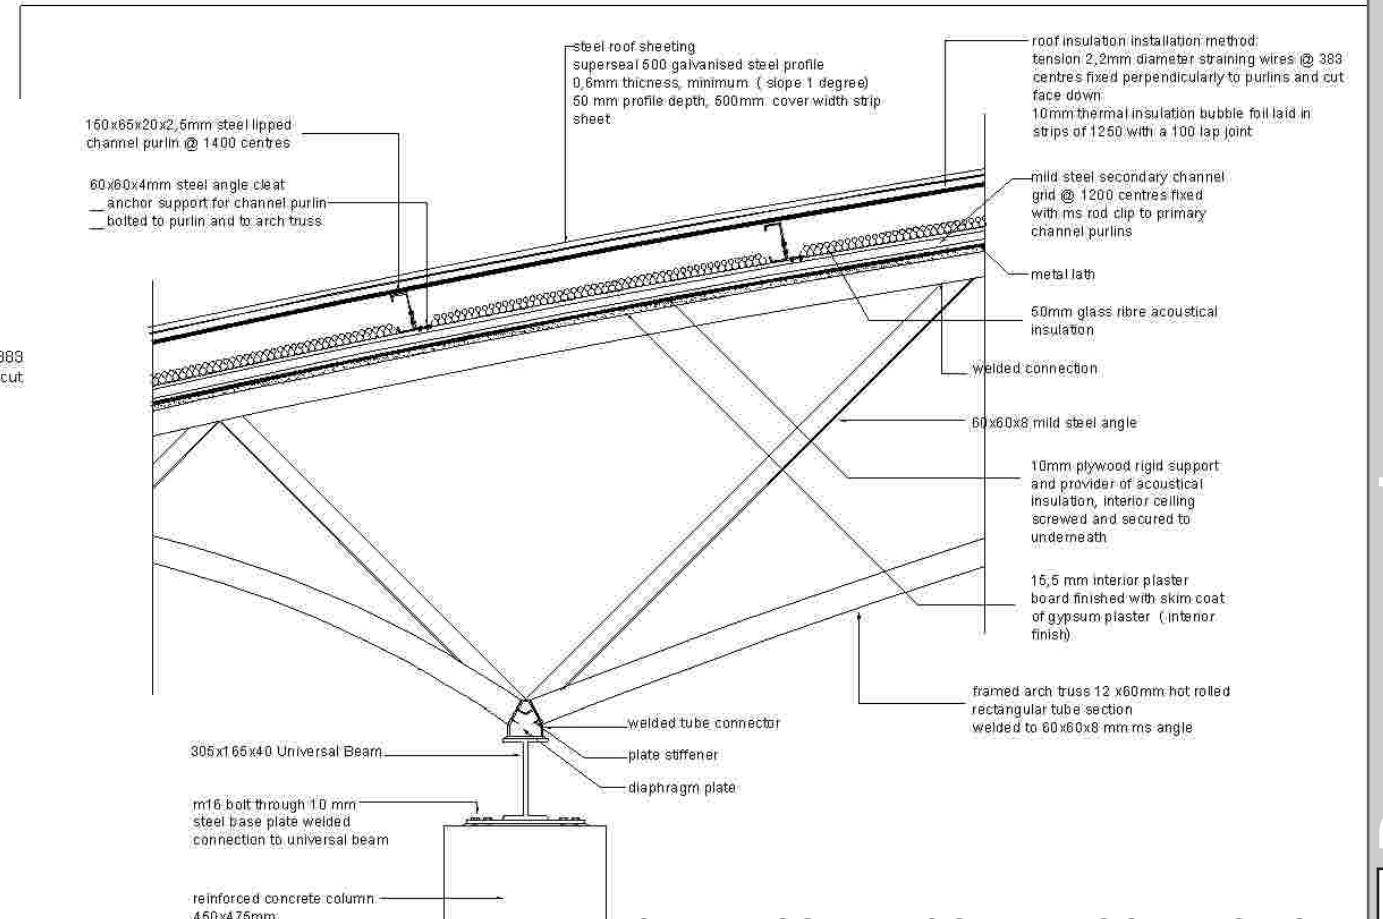 steel roof sheeting
superseal 500 galvanised steel profile
0,6mm thicness, minimum ( slope 1 degree)
50 mm profile depth, 500mm cover width strip
sheet
roof insulation installation method:
tension 2,2mm diameter straining wires @ 383
centres fixed perpendicularly to purlins and cut
face down
10mm thermal insulation bubble foil laid in
strips of 1250 with a 100 lap joint
150x65x20x2,5mm steel lipped
channel purlin @ 1400 centres
60x60x4mm steel angle cleat
__ anchor support for channel purlin
__ bolted to purlin and to arch truss
mild steel secondary channel
grid @ 1200 centres fixed
with ms rod clip to primary
channel purlins
metal lath
50mm glass ribre acoustical
insulation
383
cut
welded connection
60x60x8 mild steel angle
10mm plywood rigid support
and provider of acoustical
insulation, interior ceiling
screwed and secured to
underneath
15,5 mm interior plaster
board finished with skim coat
of gypsum plaster ( interior
finish)
framed arch truss 12 x60mm hot rolled
rectangular tube section
welded to 60x60x8 mm ms angle
welded tube connector
plate stiffener
diaphragm plate
305x165x40 Universal Beam
m16 bolt through 10 mm
steel base plate welded
connection to universal beam
reinforced concrete column
450x475mm